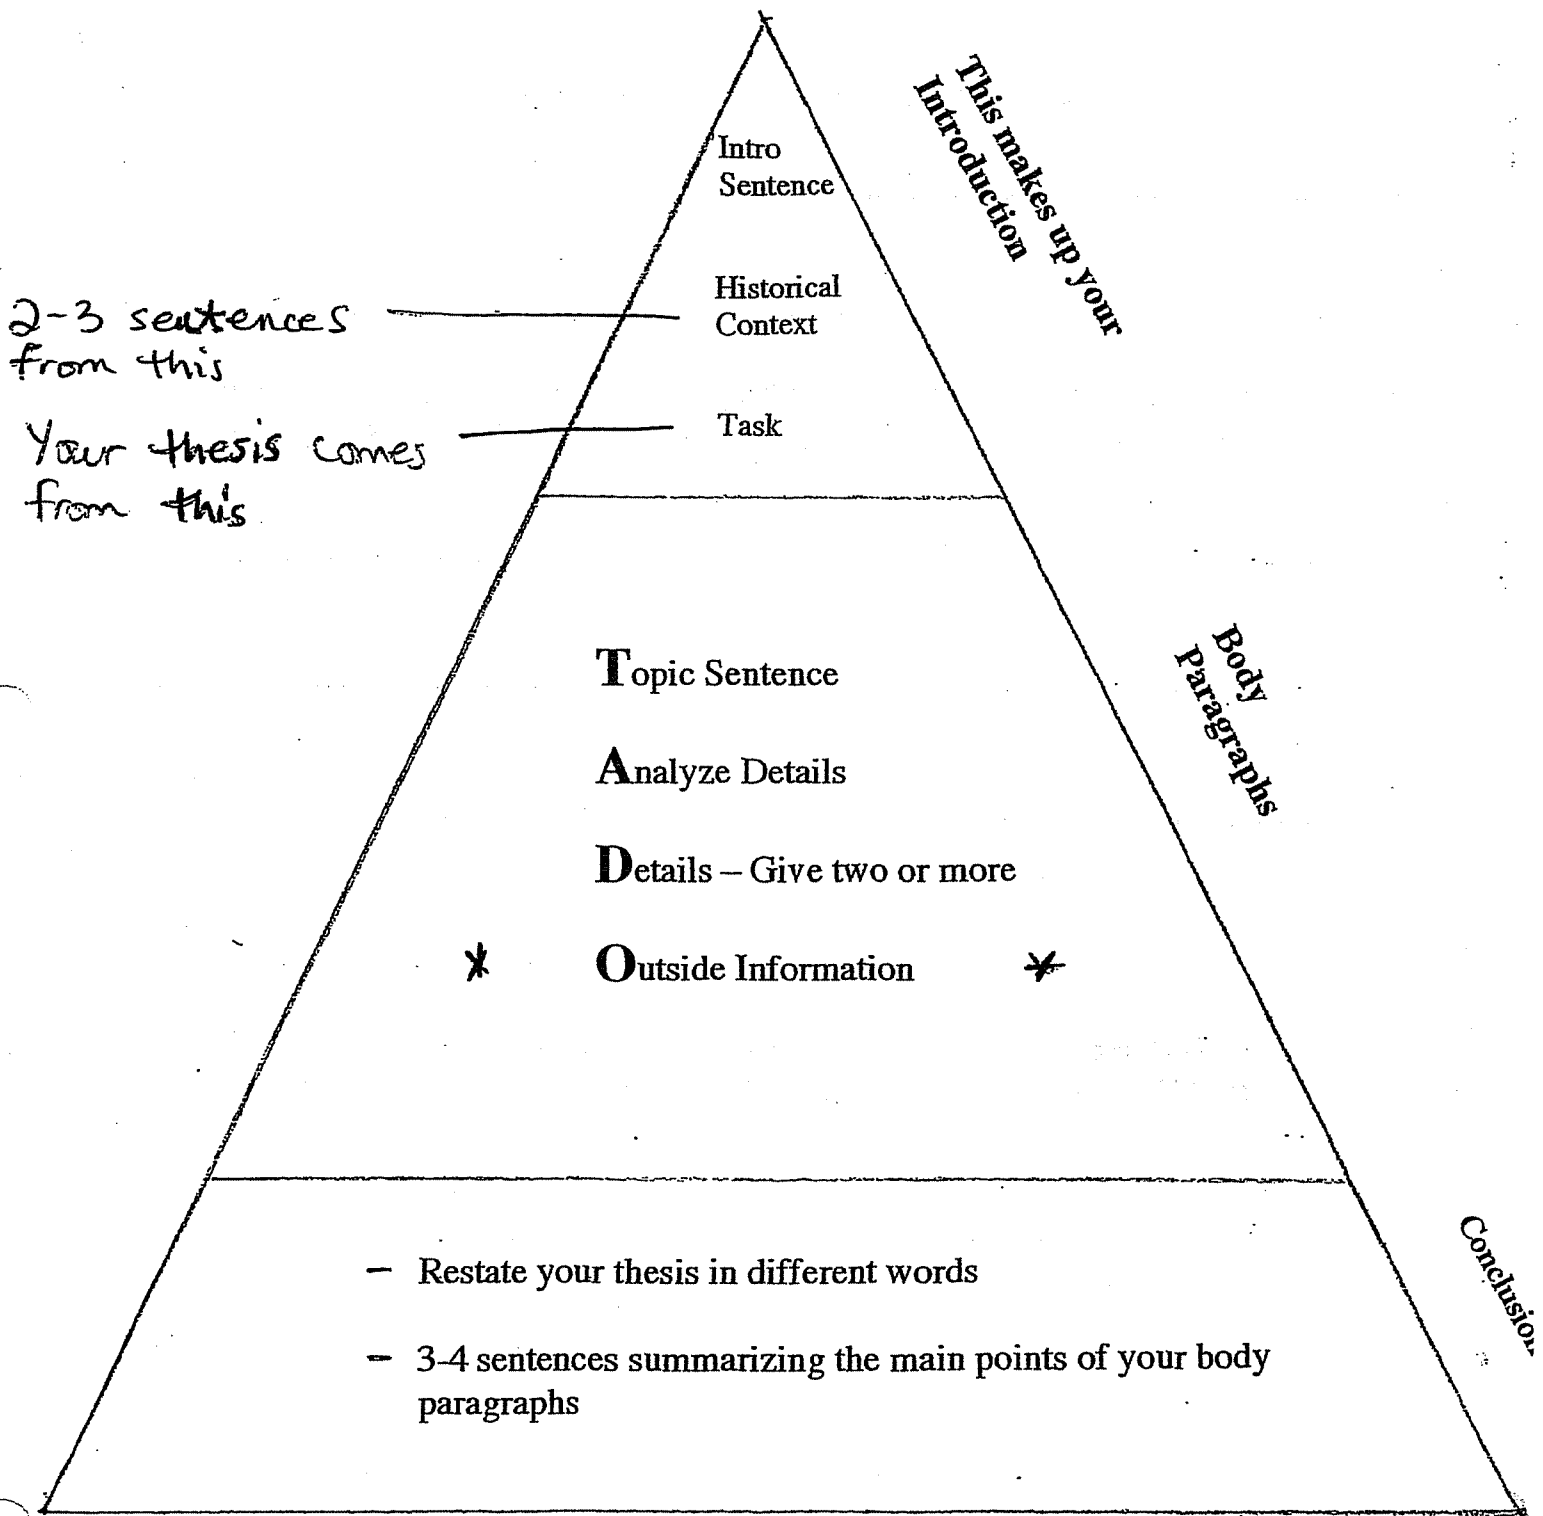 This makes up your
Introduction
Intro
Sentence
Historical
Context
2-3 sentences
from this
Task
Your thesis comes
from this
Body
Paragraphs
Topic Sentence
Analyze Details
Details – Give two or more
* Outside Information *
Conclusion
– Restate your thesis in different words
– 3-4 sentences summarizing the main points of your body
paragraphs